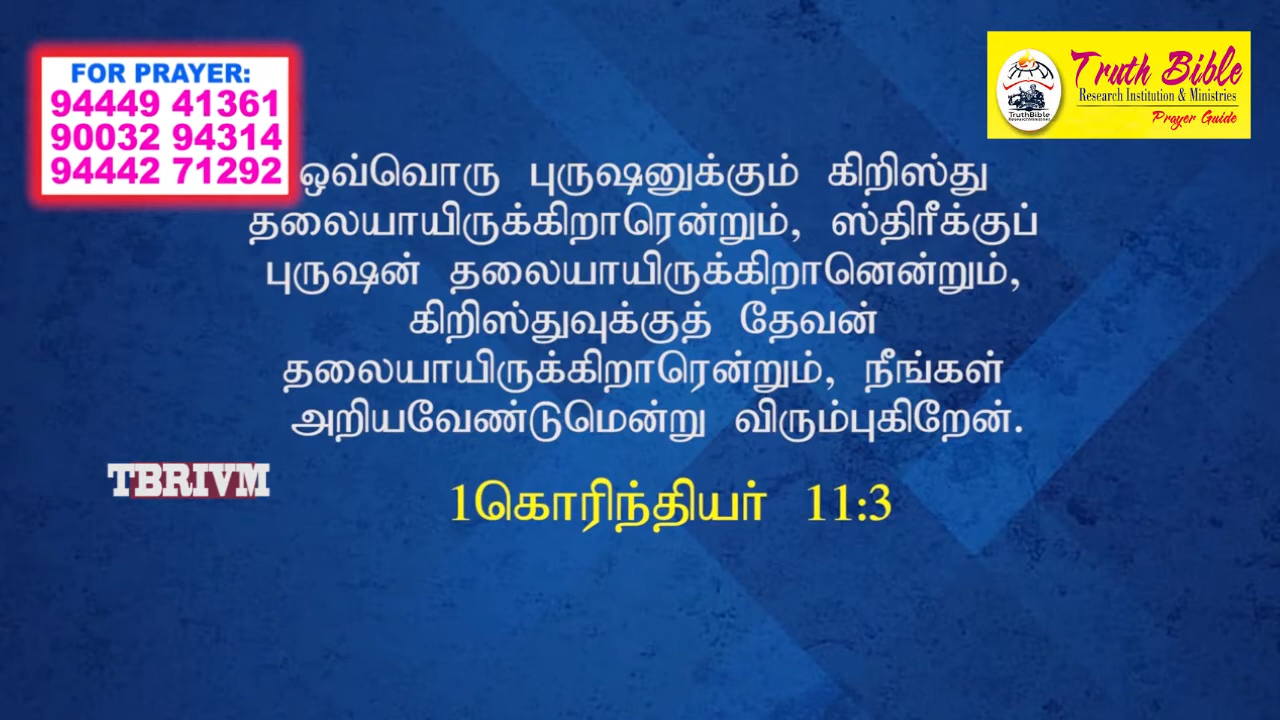 FOR PRAYER:
94449 41361
90032 94314
94442 71292
Truth Bible
Research Institution & Ministries
Prayer Guide
TruthBible
ஒவ்வொரு புருஷனுக்கும் கிறிஸ்து
தலையாயிருக்கிறாரென்றும், ஸ்திரீக்குப்
புருஷன் தலையாயிருக்கிறானென்றும்,
கிறிஸ்துவுக்குத் தேவன்
தலையாயிருக்கிறாரென்றும், நீங்கள்
அறியவேண்டுமென்று விரும்புகிறேன்.
TBRIVM
1கொரிந்தியர் 11:3